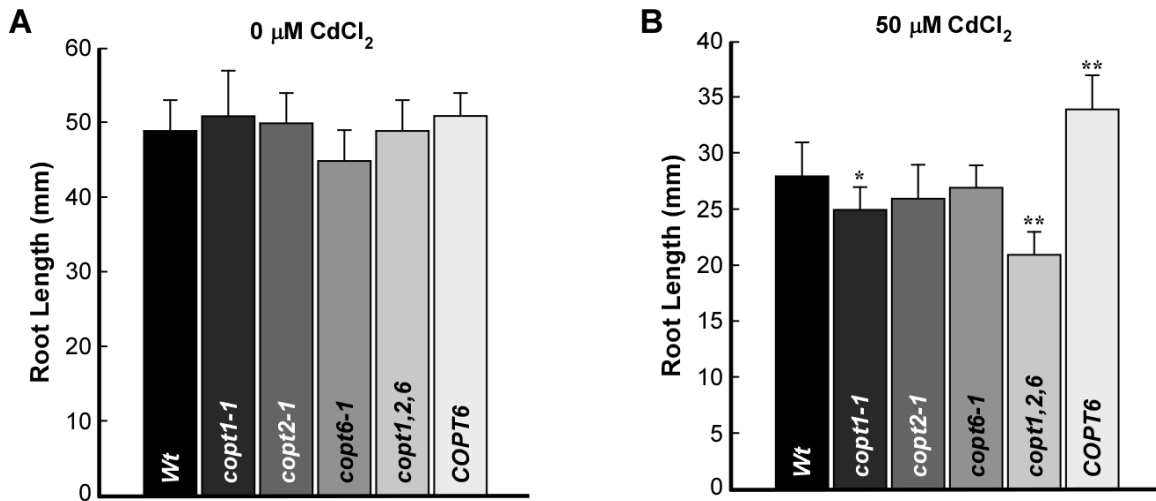 A
0 μM CdCl₂
Root Length (mm)
60
50
40
30
20
10
0
Wt
copt1-1
copt2-1
copt6-1
copt1,2,6
COPT6
B
50 μM CdCl₂
Root Length (mm)
40
35
30
25
20
15
10
5
0
*
**
**
Wt
copt1-1
copt2-1
copt6-1
copt1,2,6
COPT6